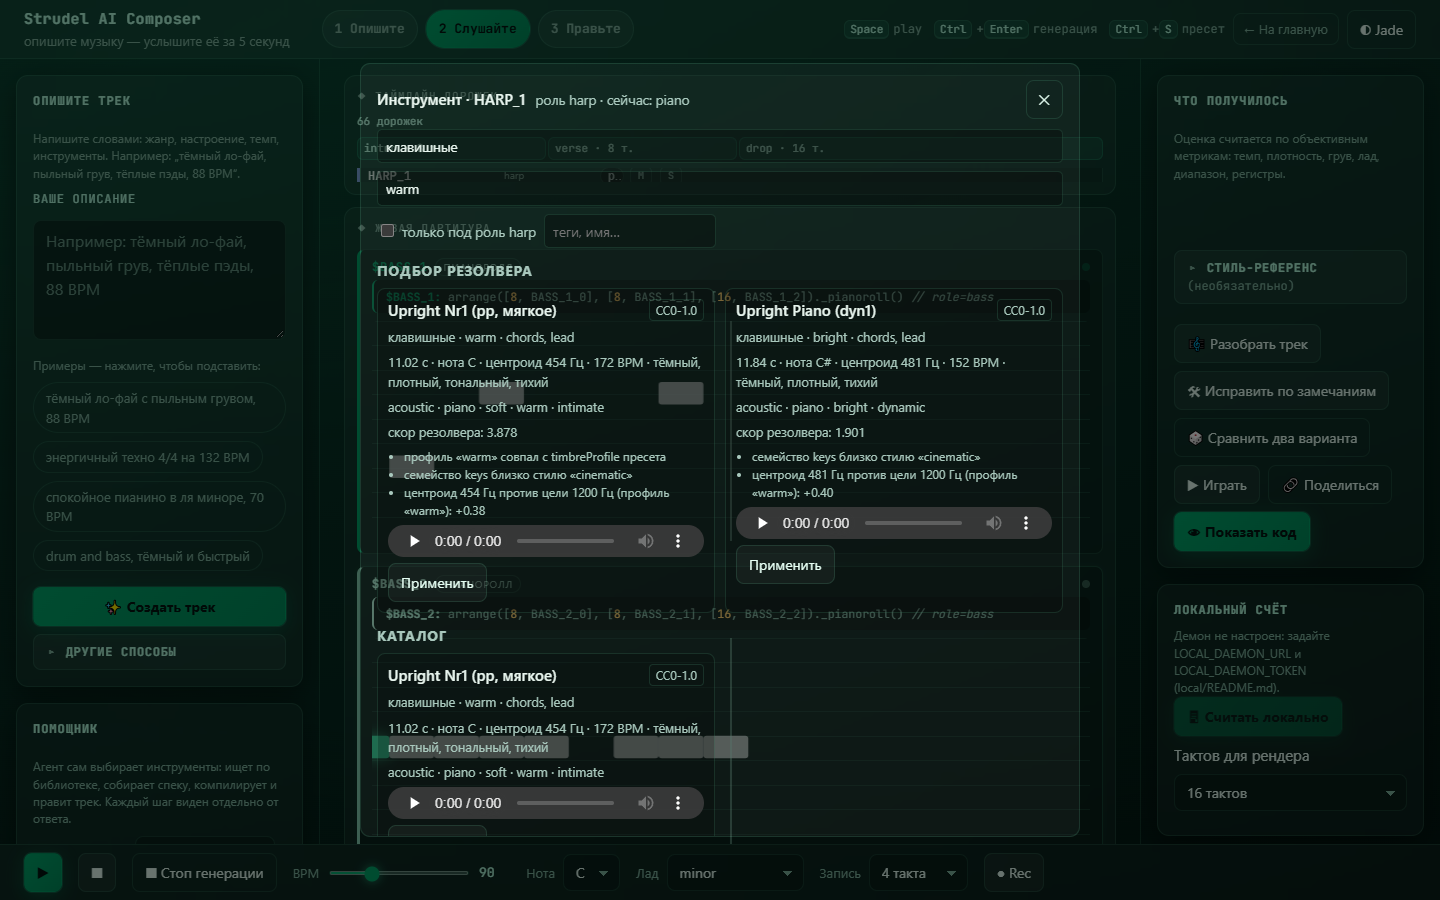 Strudel AI Composer
опишите музыку — услышите её за 5 секунд
1 Опишите
2 Слушайте
3 Правьте
Space play Ctrl + Enter генерация Ctrl + S пресет
← На главную
Jade
ОПИШИТЕ ТРЕК
Напишите словами: жанр, настроение, темп,
инструменты. Например: „тёмный ло-фай,
пыльный грув, тёплые пэды, 88 BPM“.
ВАШЕ ОПИСАНИЕ
Например: тёмный ло-фай,
пыльный грув, тёплые пэды,
88 BPM
Примеры — нажмите, чтобы подставить:
тёмный ло-фай с пыльным грувом,
88 BPM
энергичный техно 4/4 на 132 BPM
спокойное пианино в ля миноре, 70
BPM
drum and bass, тёмный и быстрый
✨ Создать трек
▸ ДРУГИЕ СПОСОБЫ
ПОМОЩНИК
Агент сам выбирает инструменты: ищет по
библиотеке, собирает спеку, компилирует и
правит трек. Каждый шаг виден отдельно от
ответа.
66 дорожек
verse · 8 т.
drop · 16 т.
HARP_1
harp
M
S
Инструмент · HARP_1 роль harp · сейчас: piano
✕
клавишные
warm
только под роль harp
теги, имя...
ПОДБОР РЕЗОЛВЕРА
$BASS_1: arrange([8, BASS_1_0], [8, BASS_1_1], [16, BASS_1_2])._pianoroll() // role=bass
Upright Nr1 (pp, мягкое)
CC0-1.0
клавишные · warm · chords, lead
11.02 с · нота C · центроид 454 Гц · 172 BPM · тёмный,
плотный, тональный, тихий
acoustic · piano · soft · warm · intimate
скор резолвера: 3.878
• профиль «warm» совпал с timbreProfile пресета
• семейство keys близко стилю «cinematic»
• центроид 454 Гц против цели 1200 Гц (профиль
«warm»): +0.38
0:00 / 0:00
Применить
Upright Piano (dyn1)
CC0-1.0
клавишные · bright · chords, lead
11.84 с · нота C# · центроид 481 Гц · 152 BPM ·
тёмный, плотный, тихий
acoustic · piano · bright · dynamic
скор резолвера: 1.901
• семейство keys близко стилю «cinematic»
• центроид 481 Гц против цели 1200 Гц (профиль
«warm»): +0.40
0:00 / 0:00
Применить
$BASS_2: arrange([8, BASS_2_0], [8, BASS_2_1], [16, BASS_2_2])._pianoroll() // role=bass
КАТАЛОГ
Upright Nr1 (pp, мягкое)
CC0-1.0
клавишные · warm · chords, lead
11.02 с · нота C · центроид 454 Гц · 172 BPM · тёмный,
плотный, тональный, тихий
acoustic · piano · soft · warm · intimate
0:00 / 0:00
ЧТО ПОЛУЧИЛОСЬ
Оценка считается по объективным
метрикам: темп, плотность, грув, лад,
диапазон, регистры.
▸ СТИЛЬ-РЕФЕРЕНС
(необязательно)
Разобрать трек
Исправить по замечаниям
Сравнить два варианта
▶ Играть
Поделиться
Показать код
ЛОКАЛЬНЫЙ СЧЁТ
Демон не настроен: задайте
LOCAL_DAEMON_URL и
LOCAL_DAEMON_TOKEN
(local/README.md).
Считать локально
Тактов для рендера
16 тактов
▶ ■ ■ Стоп генерации BPM 90 Нота C Лад minor Запись 4 такта ● Rec